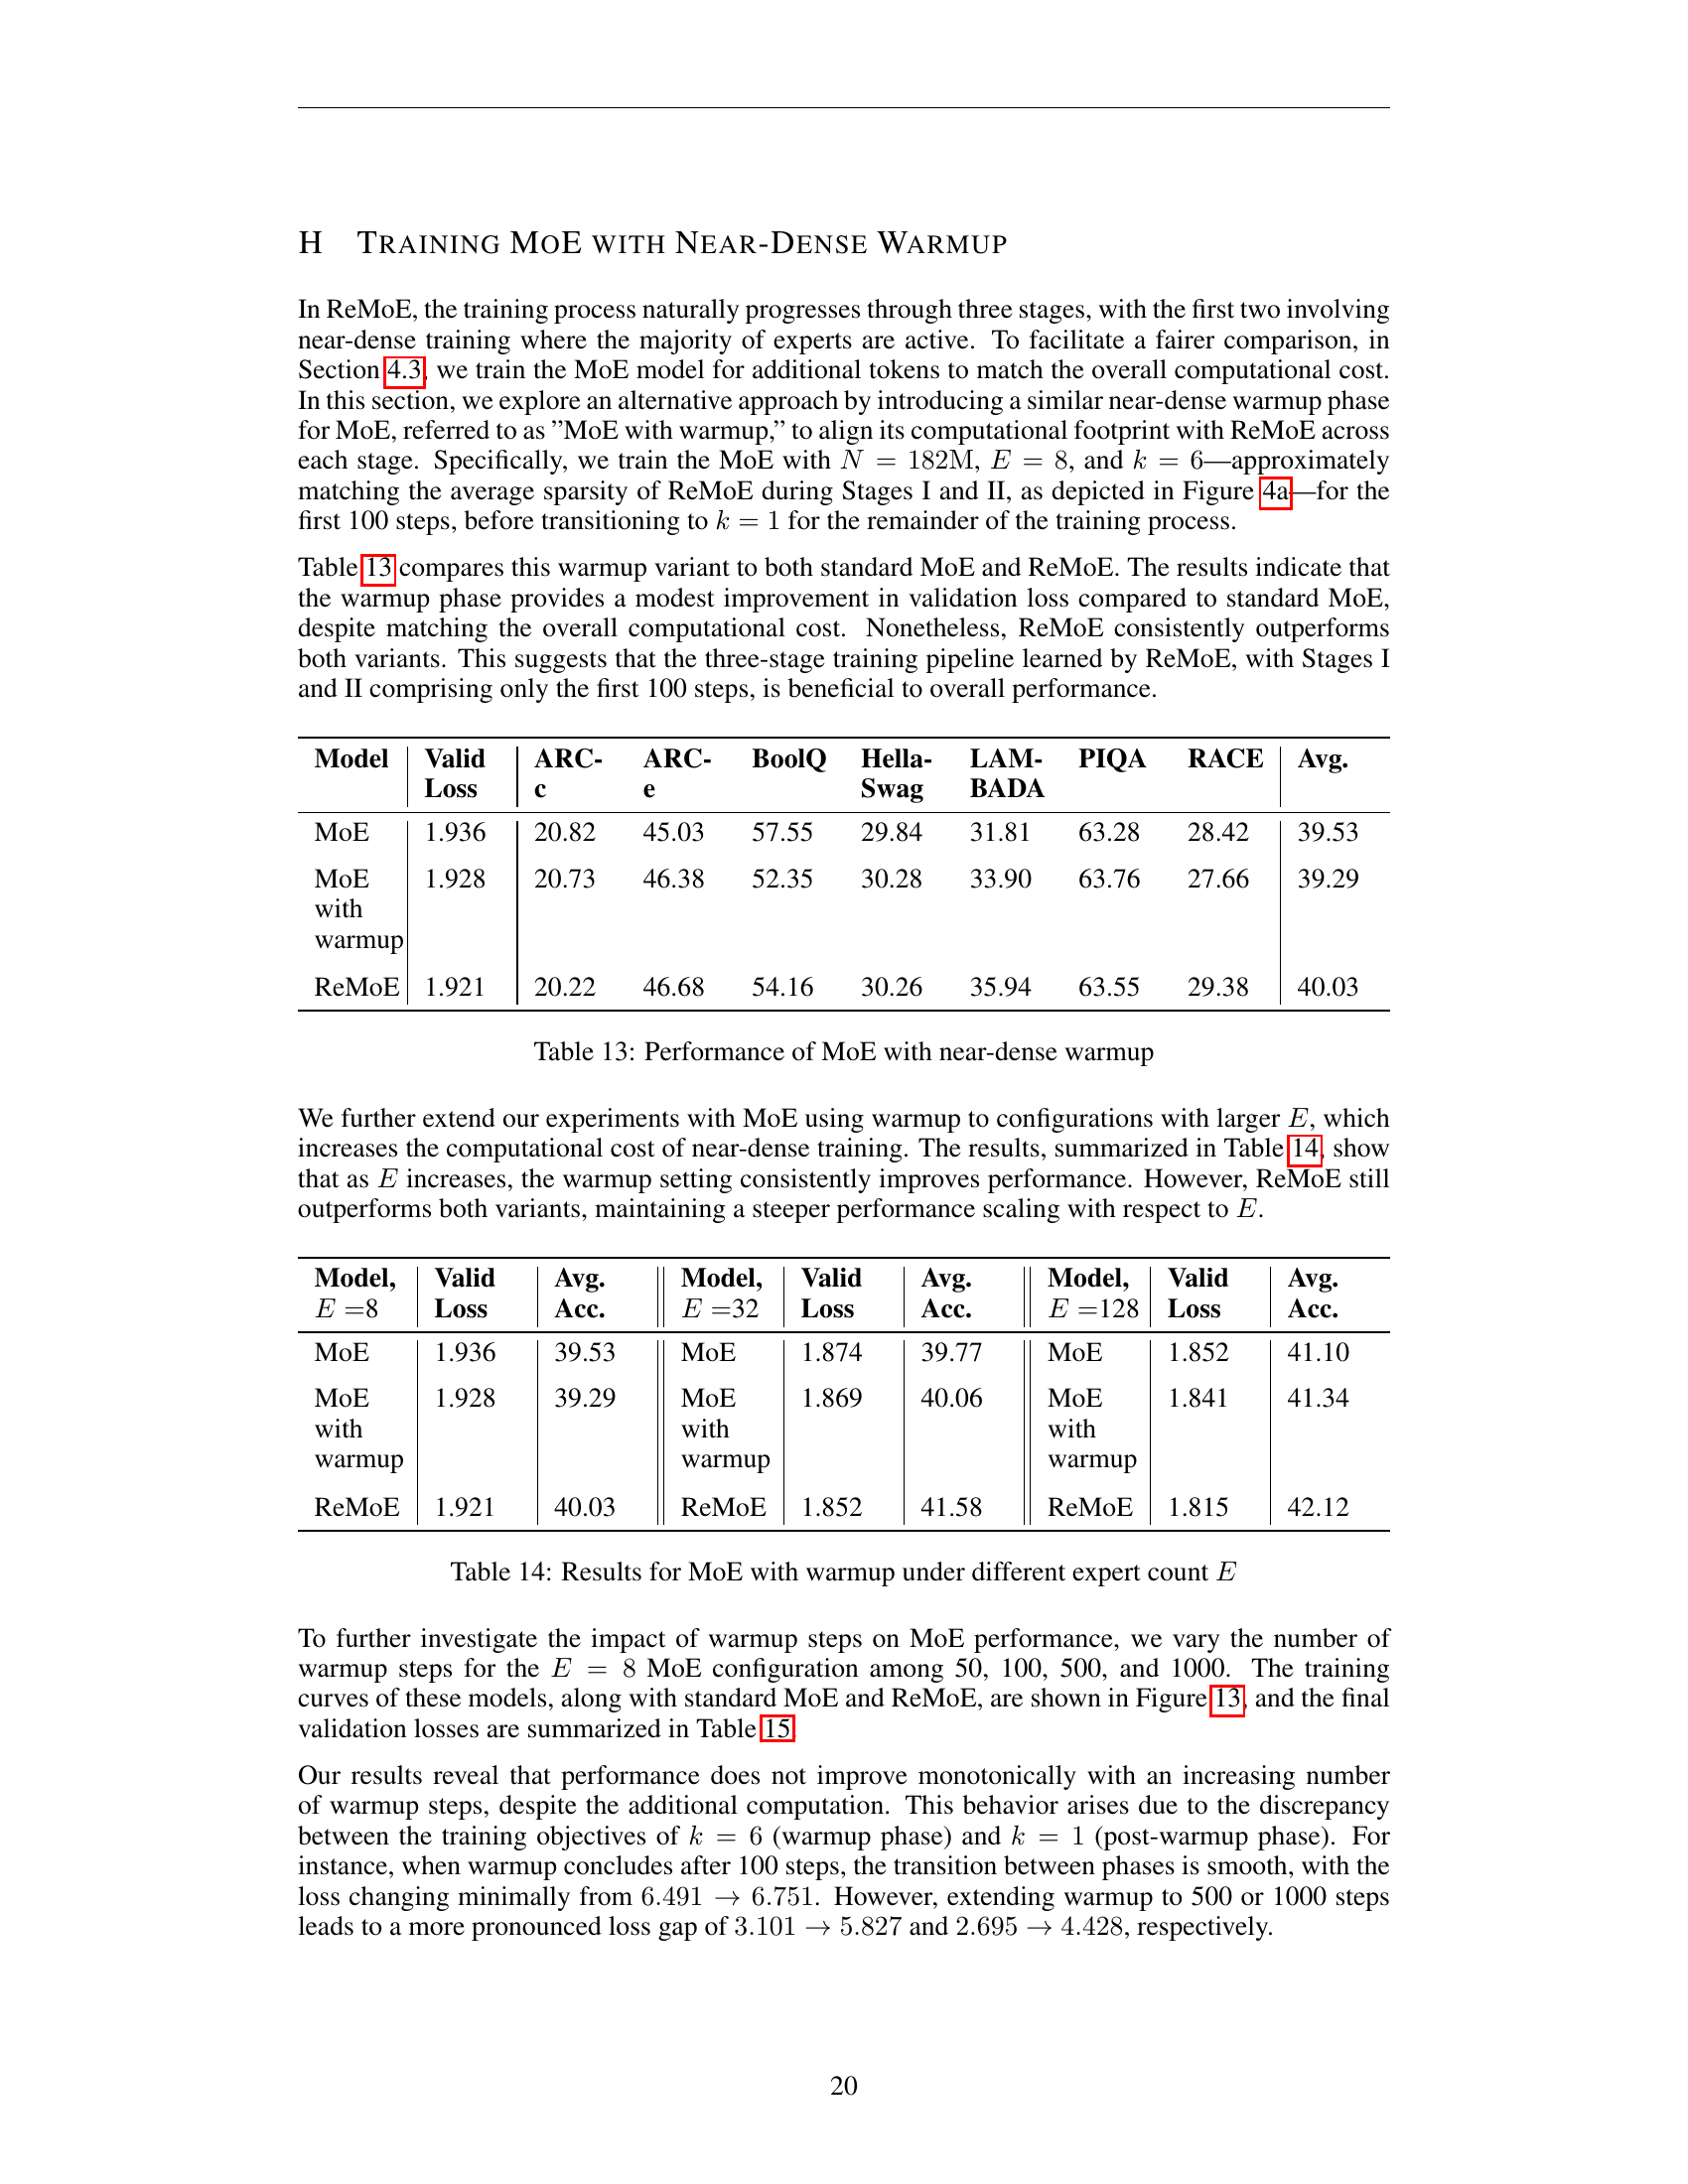 H TRAINING MOE WITH NEAR-DENSE WARMUP
In ReMoE, the training process naturally progresses through three stages, with the first two involving
near-dense training where the majority of experts are active. To facilitate a fairer comparison, in
Section 4.3, we train the MoE model for additional tokens to match the overall computational cost.
In this section, we explore an alternative approach by introducing a similar near-dense warmup phase
for MoE, referred to as ”MoE with warmup,” to align its computational footprint with ReMoE across
each stage. Specifically, we train the MoE with N = 182M, E = 8, and k = 6—approximately
matching the average sparsity of ReMoE during Stages I and II, as depicted in Figure 4a—for the
first 100 steps, before transitioning to k = 1 for the remainder of the training process.
Table 13 compares this warmup variant to both standard MoE and ReMoE. The results indicate that
the warmup phase provides a modest improvement in validation loss compared to standard MoE,
despite matching the overall computational cost. Nonetheless, ReMoE consistently outperforms
both variants. This suggests that the three-stage training pipeline learned by ReMoE, with Stages I
and II comprising only the first 100 steps, is beneficial to overall performance.
Model Valid ARC- ARC- BoolQ Hella- LAM- PIQA RACE Avg.
Loss c e Swag BADA
MoE 1.936 20.82 45.03 57.55 29.84 31.81 63.28 28.42 39.53
MoE 1.928 20.73 46.38 52.35 30.28 33.90 63.76 27.66 39.29
with
warmup
ReMoE 1.921 20.22 46.68 54.16 30.26 35.94 63.55 29.38 40.03
Table 13: Performance of MoE with near-dense warmup
We further extend our experiments with MoE using warmup to configurations with larger E, which
increases the computational cost of near-dense training. The results, summarized in Table 14, show
that as E increases, the warmup setting consistently improves performance. However, ReMoE still
outperforms both variants, maintaining a steeper performance scaling with respect to E.
Model, Valid Avg. Model, Valid Avg. Model, Valid Avg.
E =8 Loss Acc. E =32 Loss Acc. E =128 Loss Acc.
MoE 1.936 39.53 MoE 1.874 39.77 MoE 1.852 41.10
MoE 1.928 39.29 MoE 1.869 40.06 MoE 1.841 41.34
with with with
warmup warmup warmup
ReMoE 1.921 40.03 ReMoE 1.852 41.58 ReMoE 1.815 42.12
Table 14: Results for MoE with warmup under different expert count E
To further investigate the impact of warmup steps on MoE performance, we vary the number of
warmup steps for the E = 8 MoE configuration among 50, 100, 500, and 1000. The training
curves of these models, along with standard MoE and ReMoE, are shown in Figure 13, and the final
validation losses are summarized in Table 15.
Our results reveal that performance does not improve monotonically with an increasing number
of warmup steps, despite the additional computation. This behavior arises due to the discrepancy
between the training objectives of k = 6 (warmup phase) and k = 1 (post-warmup phase). For
instance, when warmup concludes after 100 steps, the transition between phases is smooth, with the
loss changing minimally from 6.491 → 6.751. However, extending warmup to 500 or 1000 steps
leads to a more pronounced loss gap of 3.101 → 5.827 and 2.695 → 4.428, respectively.
20